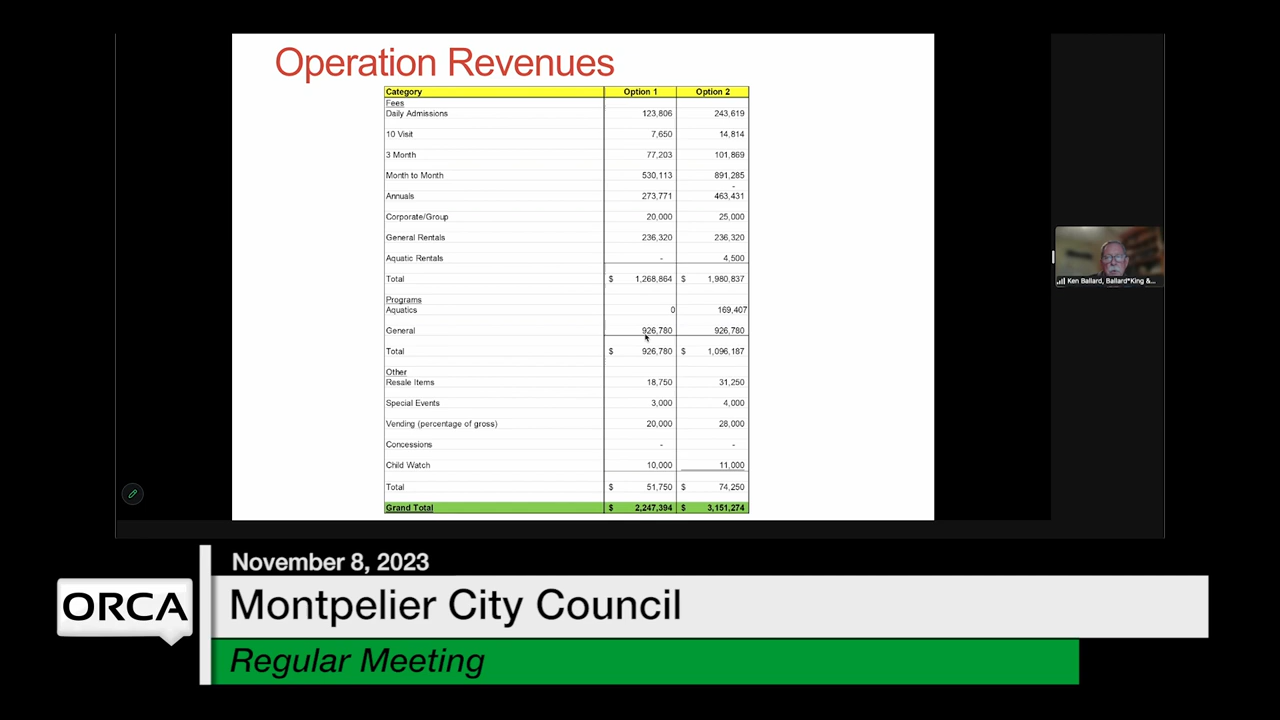 Operation Revenues
Category Option 1 Option 2
Fees
Daily Admissions 123,806 243,619
10 Visit 7,650 14,814
3 Month 77,203 101,869
Month to Month 530,113 891,285
-
Annuals 273,771 463,431
Corporate/Group 20,000 25,000
General Rentals 236,320 236,320
Aquatic Rentals - 4,500
Total $ 1,268,864 $ 1,980,837
Programs
Aquatics 0 169,407
General 926,780 926,780
Total $ 926,780 $ 1,096,187
Other
Resale Items 18,750 31,250
Special Events 3,000 4,000
Vending (percentage of gross) 20,000 28,000
Concessions - -
Child Watch 10,000 11,000
Total $ 51,750 $ 74,250
Grand Total $ 2,247,394 $ 3,151,274
Ken Ballard, Ballard*King &...
November 8, 2023
ORCA
Montpelier City Council
Regular Meeting